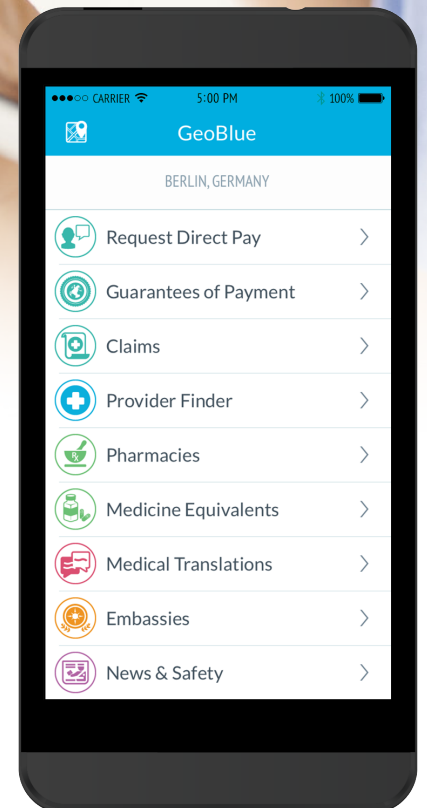 CARRIER 5:00 PM 100%
GeoBlue
BERLIN, GERMANY
Request Direct Pay
Guarantees of Payment
Claims
Provider Finder
Rx
Pharmacies
Medicine Equivalents
Medical Translations
Embassies
News & Safety